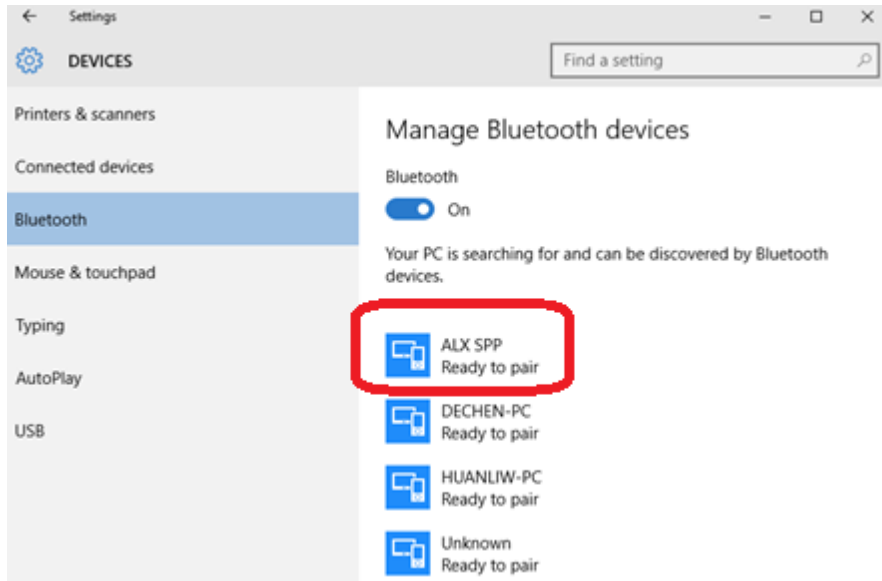 Settings
DEVICES
Find a setting
Printers & scanners
Connected devices
Bluetooth
Mouse & touchpad
Typing
AutoPlay
USB
Manage Bluetooth devices
Bluetooth
On
Your PC is searching for and can be discovered by Bluetooth
devices.
ALX SPP
Ready to pair
DECHEN-PC
Ready to pair
HUANLIW-PC
Ready to pair
Unknown
Ready to pair